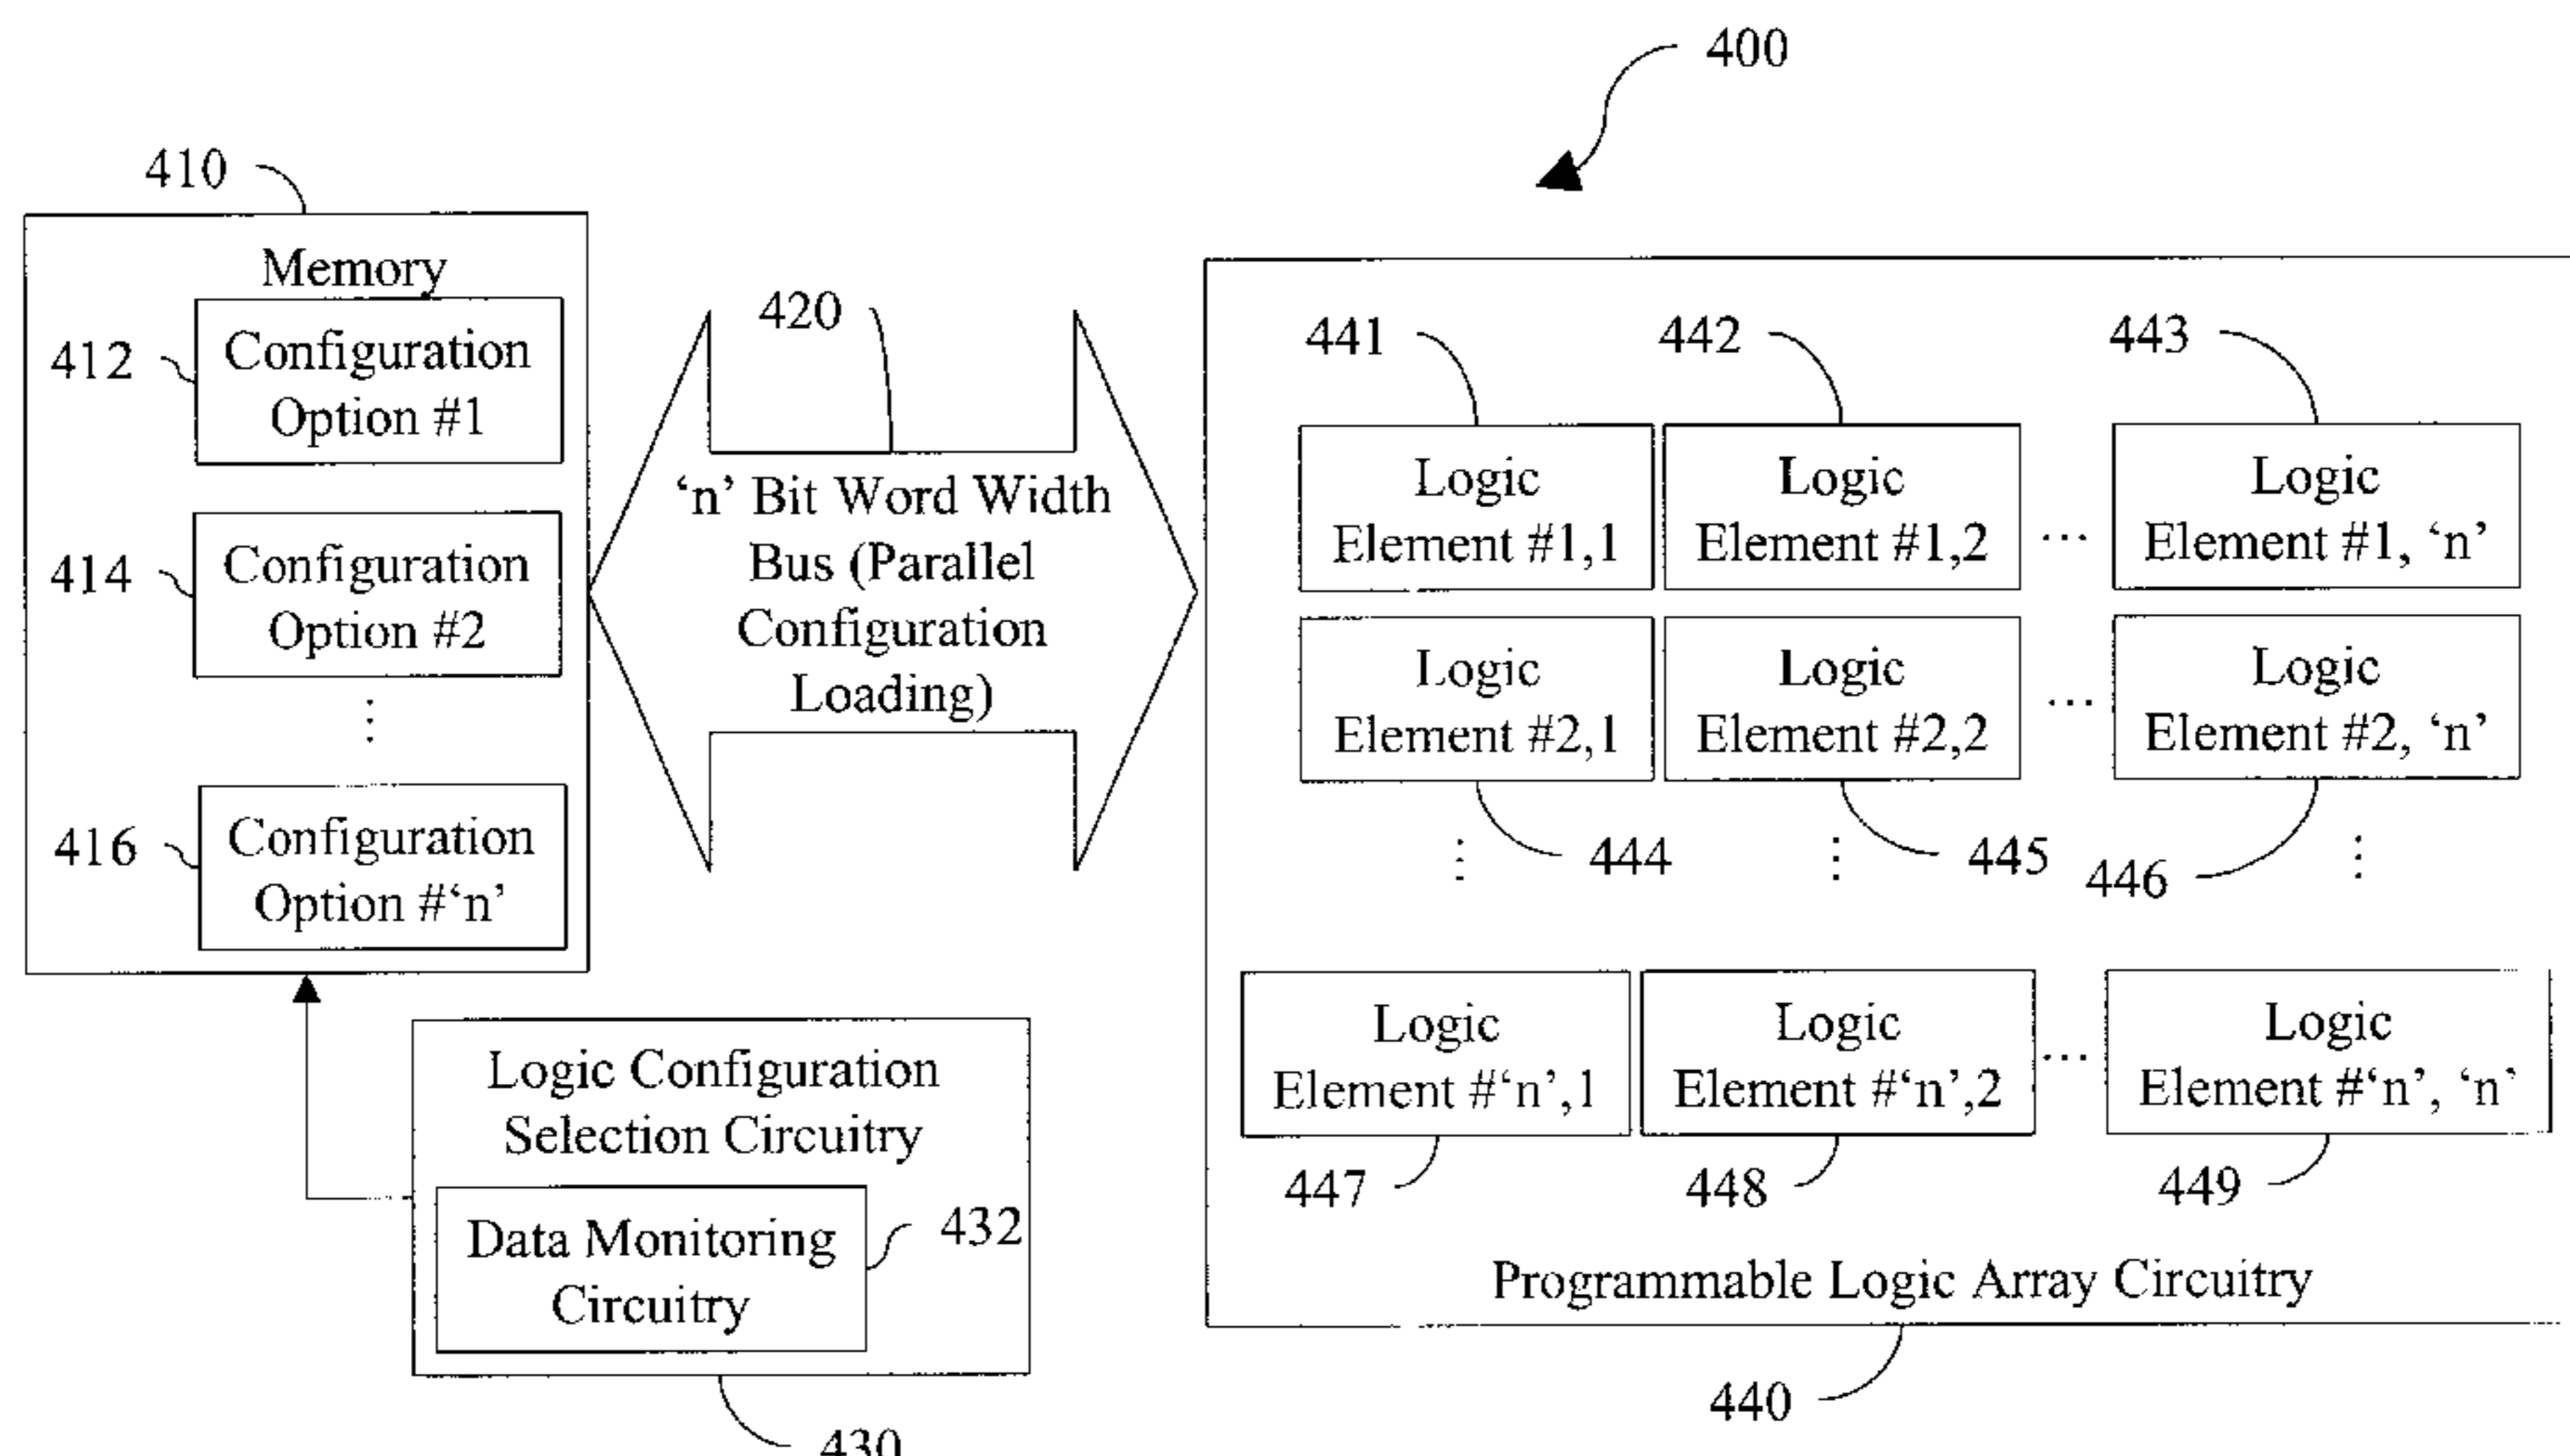 400
410
Memory
412
Configuration
Option #1
414
Configuration
Option #2
⋮
416
Configuration
Option #‘n’
420
‘n’ Bit Word Width
Bus (Parallel
Configuration
Loading)
Logic Configuration
Selection Circuitry
Data Monitoring
Circuitry
432
430
441
442
443
Logic
Element #1,1
Logic
Element #1,2
...
Logic
Element #1, ‘n’
Logic
Element #2,1
Logic
Element #2,2
...
Logic
Element #2, ‘n’
444
445
446
Logic
Element #‘n’,1
Logic
Element #‘n’,2
...
Logic
Element #‘n’, ‘n’
447
448
449
Programmable Logic Array Circuitry
440